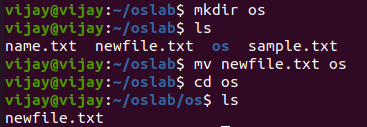 vijay@vijay:~/oslab$ mkdir os
vijay@vijay:~/oslab$ ls
name.txt  newfile.txt  os  sample.txt
vijay@vijay:~/oslab$ mv newfile.txt os
vijay@vijay:~/oslab$ cd os
vijay@vijay:~/oslab/os$ ls
newfile.txt